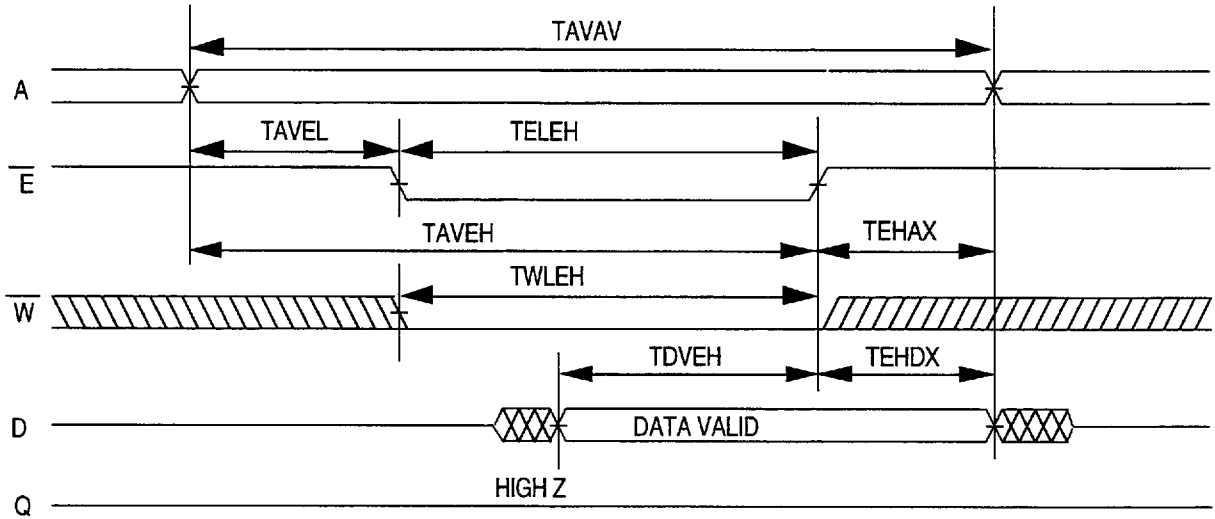 TAVAV
A
TAVEL TELEH
E
TAVEH TEHAX
TWLEH
W
TDVEH TEHDX
D DATA VALID
HIGH Z
Q